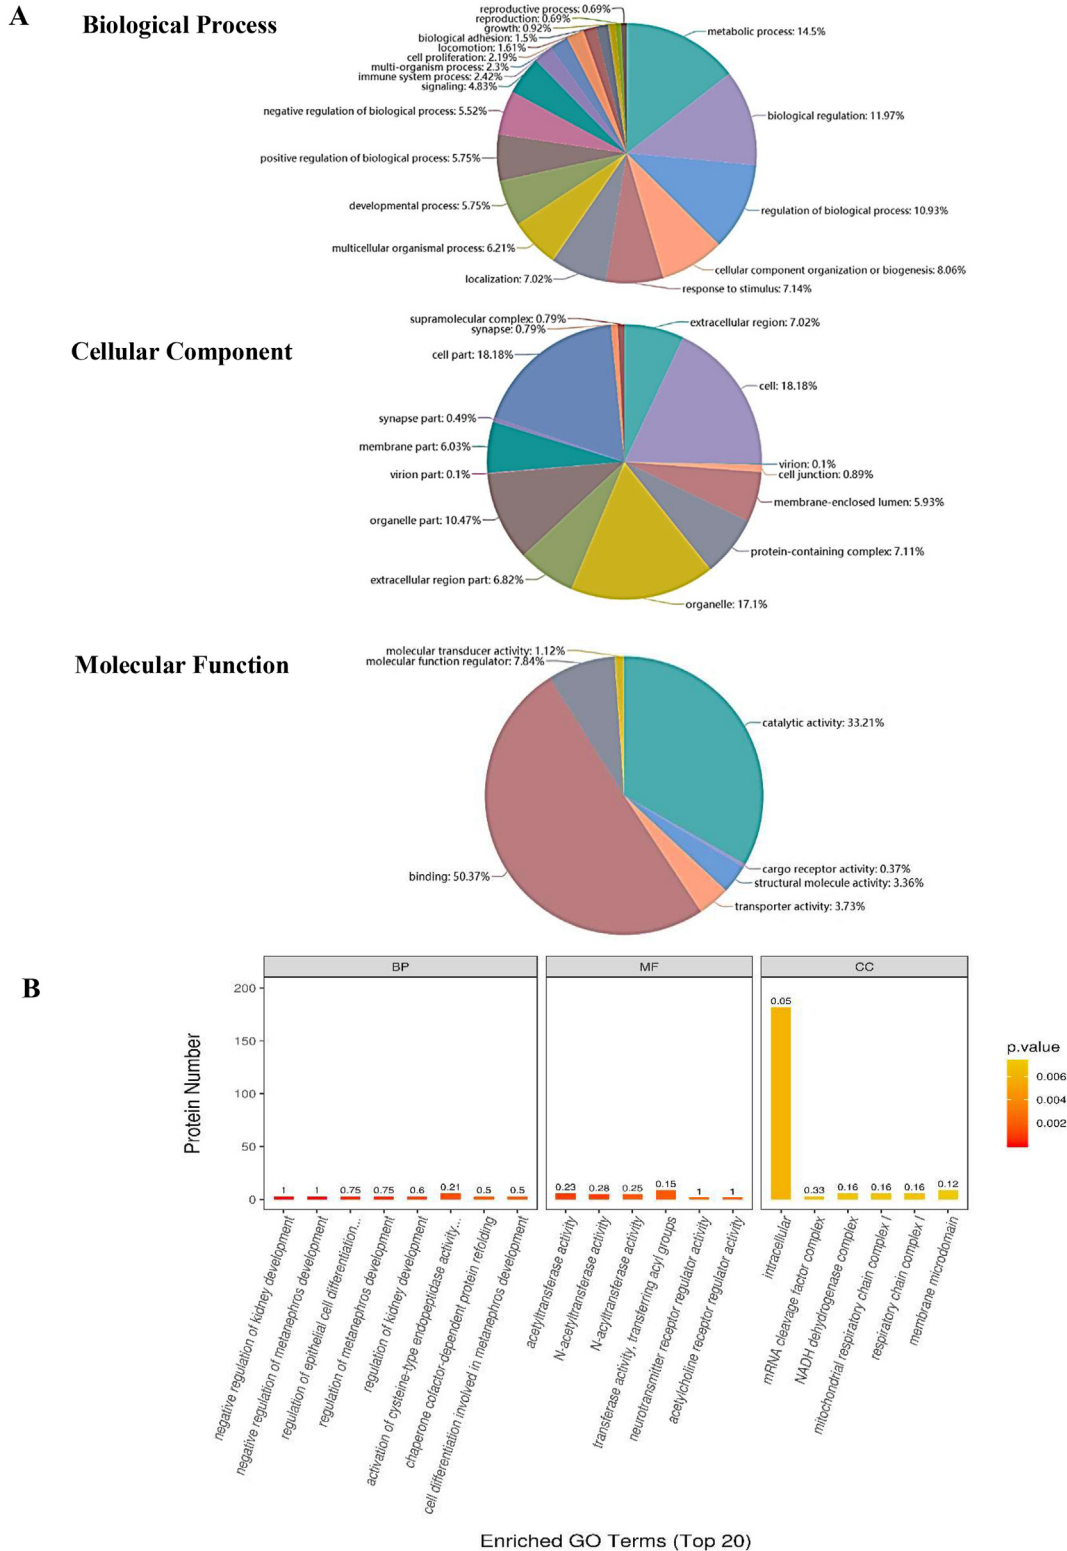 A
Biological Process
reproductive process: 0.69%
reproduction: 0.69%
growth: 0.92%
biological adhesion: 1.5%
locomotion: 1.61%
cell proliferation: 2.19%
multi-organism process: 2.3%
immune system process: 2.42%
signaling: 4.83%
negative regulation of biological process: 5.52%
positive regulation of biological process: 5.75%
developmental process: 5.75%
multicellular organismal process: 6.21%
localization: 7.02%
metabolic process: 14.5%
biological regulation: 11.97%
regulation of biological process: 10.93%
cellular component organization or biogenesis: 8.06%
response to stimulus: 7.14%
Cellular Component
supramolecular complex: 0.79%
synapse: 0.79%
cell part: 18.18%
synapse part: 0.49%
membrane part: 6.03%
virion part: 0.1%
organelle part: 10.47%
extracellular region part: 6.82%
extracellular region: 7.02%
cell: 18.18%
virion: 0.1%
cell junction: 0.89%
membrane-enclosed lumen: 5.93%
protein-containing complex: 7.11%
organelle: 17.1%
Molecular Function
molecular transducer activity: 1.12%
molecular function regulator: 7.84%
binding: 50.37%
catalytic activity: 33.21%
cargo receptor activity: 0.37%
structural molecule activity: 3.36%
transporter activity: 3.73%
B
BP
MF
CC
Protein Number
200
150
100
50
0
1
1
0.75
0.75
0.6
0.21
0.5
0.5
0.23
0.28
0.25
0.15
1
1
0.05
0.33
0.16
0.16
0.16
0.12
p.value
0.006
0.004
0.002
negative regulation of kidney development
negative regulation of metanephros development
regulation of epithelial cell differentiation...
regulation of metanephros development
regulation of kidney development
activation of cysteine-type endopeptidase activity...
chaperone cofactor-dependent protein refolding
cell differentiation involved in metanephros development
acetyltransferase activity
N-acetyltransferase activity
N-acyltransferase activity
transferase activity, transferring acyl groups
neurotransmitter receptor regulator activity
acetylcholine receptor regulator activity
intracellular
mRNA cleavage factor complex
NADH dehydrogenase complex
mitochondrial respiratory chain complex I
respiratory chain complex I
membrane microdomain
Enriched GO Terms (Top 20)